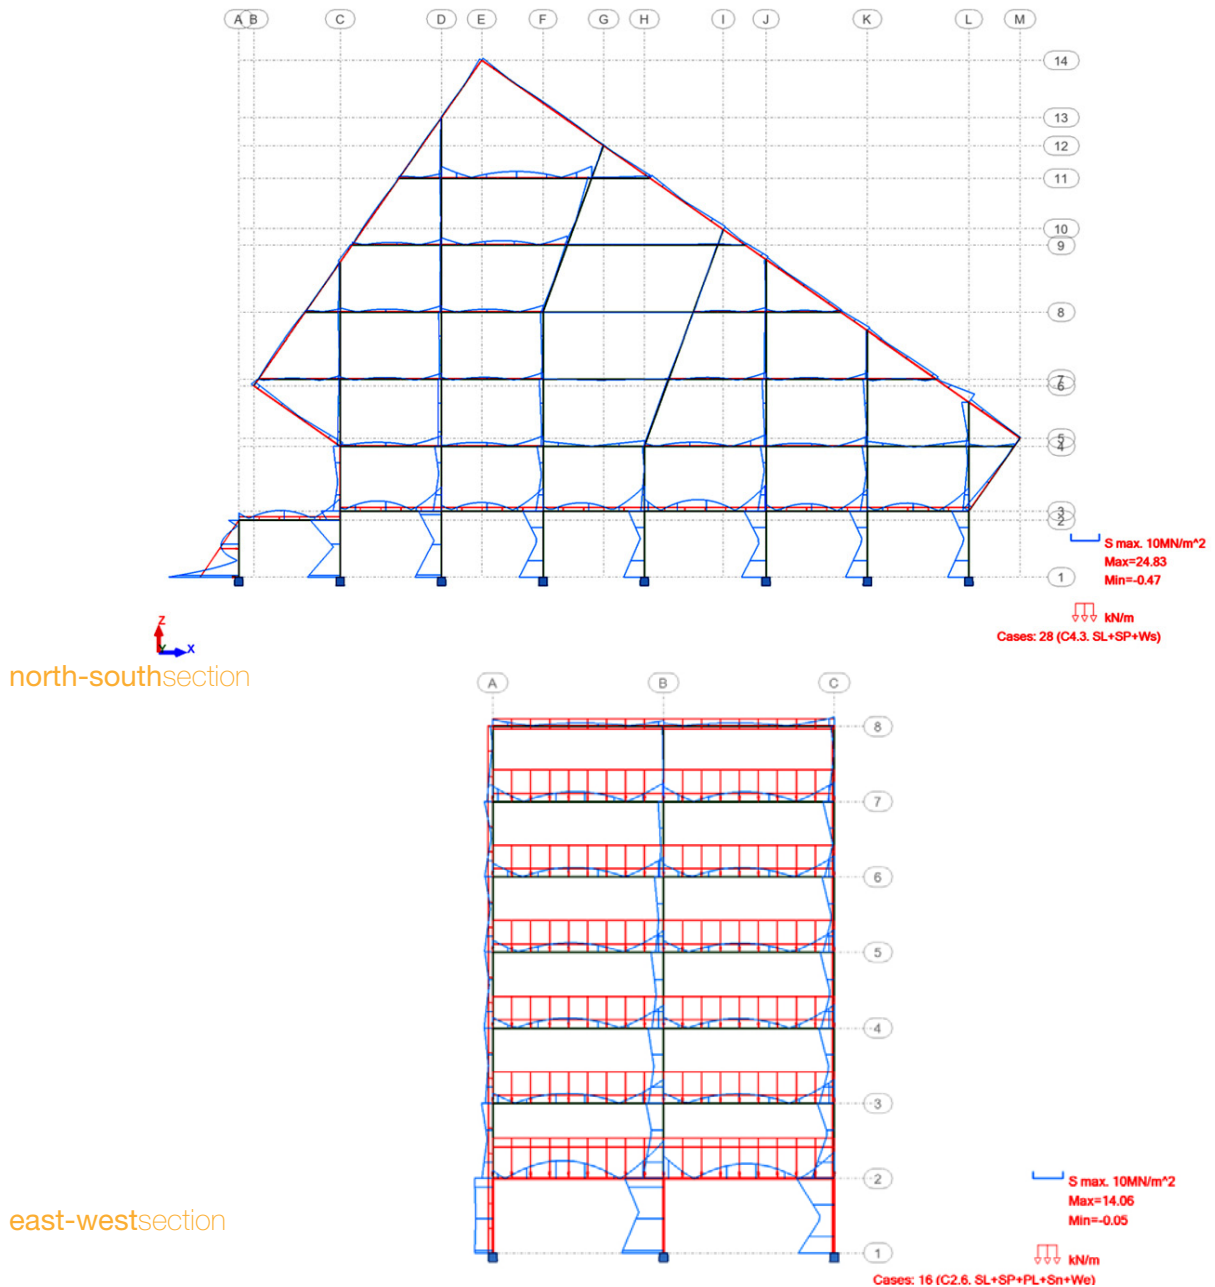 A B C D E F G H I J K L M
14
13
12
11
10
9
8
7
6
5
4
3
2
1
S max. 10MN/m^2
Max=24.83
Min=-0.47
kN/m
Cases: 28 (C4.3. SL+SP+Ws)
Z
X
north-southsection
A B C
8
7
6
5
4
3
2
1
S max. 10MN/m^2
Max=14.06
Min=-0.05
kN/m
Cases: 16 (C2.6. SL+SP+PL+Sn+We)
east-westsection